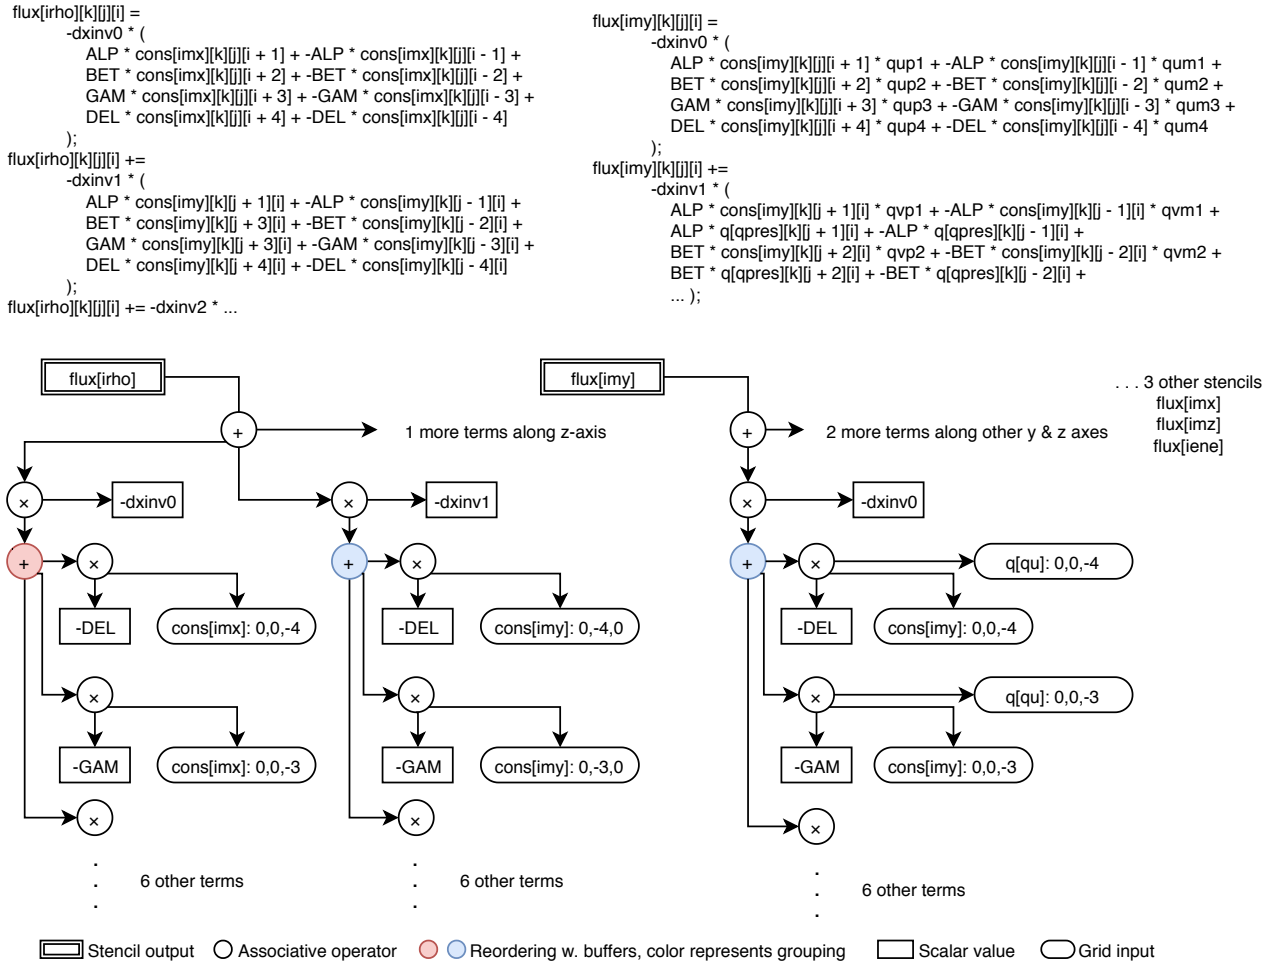 flux[irho][k][j][i] =
-dxinv0 * (
ALP * cons[imx][k][j][i + 1] + -ALP * cons[imx][k][j][i - 1] +
BET * cons[imx][k][j][i + 2] + -BET * cons[imx][k][j][i - 2] +
GAM * cons[imx][k][j][i + 3] + -GAM * cons[imx][k][j][i - 3] +
DEL * cons[imx][k][j][i + 4] + -DEL * cons[imx][k][j][i - 4]
);
flux[irho][k][j][i] +=
-dxinv1 * (
ALP * cons[imy][k][j + 1][i] + -ALP * cons[imy][k][j - 1][i] +
BET * cons[imy][k][j + 3][i] + -BET * cons[imy][k][j - 2][i] +
GAM * cons[imy][k][j + 3][i] + -GAM * cons[imy][k][j - 3][i] +
DEL * cons[imy][k][j + 4][i] + -DEL * cons[imy][k][j - 4][i]
);
flux[irho][k][j][i] += -dxinv2 * ...
flux[imy][k][j][i] =
-dxinv0 * (
ALP * cons[imy][k][j][i + 1] * qup1 + -ALP * cons[imy][k][j][i - 1] * qum1 +
BET * cons[imy][k][j][i + 2] * qup2 + -BET * cons[imy][k][j][i - 2] * qum2 +
GAM * cons[imy][k][j][i + 3] * qup3 + -GAM * cons[imy][k][j][i - 3] * qum3 +
DEL * cons[imy][k][j][i + 4] * qup4 + -DEL * cons[imy][k][j][i - 4] * qum4
);
flux[imy][k][j][i] +=
-dxinv1 * (
ALP * cons[imy][k][j + 1][i] * qvp1 + -ALP * cons[imy][k][j - 1][i] * qvm1 +
ALP * q[qpres][k][j + 1][i] + -ALP * q[qpres][k][j - 1][i] +
BET * cons[imy][k][j + 2][i] * qvp2 + -BET * cons[imy][k][j - 2][i] * qvm2 +
BET * q[qpres][k][j + 2][i] + -BET * q[qpres][k][j - 2][i] +
... );
flux[irho]
+
1 more terms along z-axis
×
-dxinv0
×
-dxinv1
+
×
+
×
-DEL
cons[imx]: 0,0,-4
-DEL
cons[imy]: 0,-4,0
×
×
-GAM
cons[imx]: 0,0,-3
-GAM
cons[imy]: 0,-3,0
×
×
.
.
.
6 other terms
.
.
.
6 other terms
flux[imy]
+
2 more terms along other y & z axes
×
-dxinv0
+
×
q[qu]: 0,0,-4
-DEL
cons[imy]: 0,0,-4
×
q[qu]: 0,0,-3
-GAM
cons[imy]: 0,0,-3
×
.
.
.
6 other terms
. . . 3 other stencils
flux[imx]
flux[imz]
flux[iene]
Stencil output
Associative operator
Reordering w. buffers, color represents grouping
Scalar value
Grid input